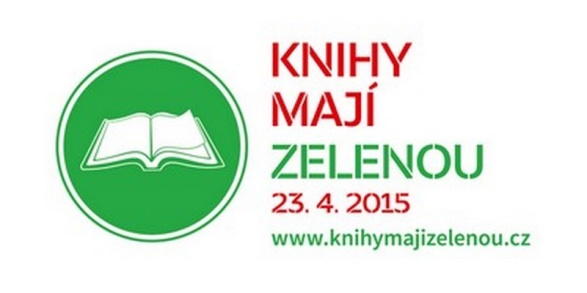 KNIHY
MAJÍ
ZELENOU
23. 4. 2015
www.knihymajizelenou.cz